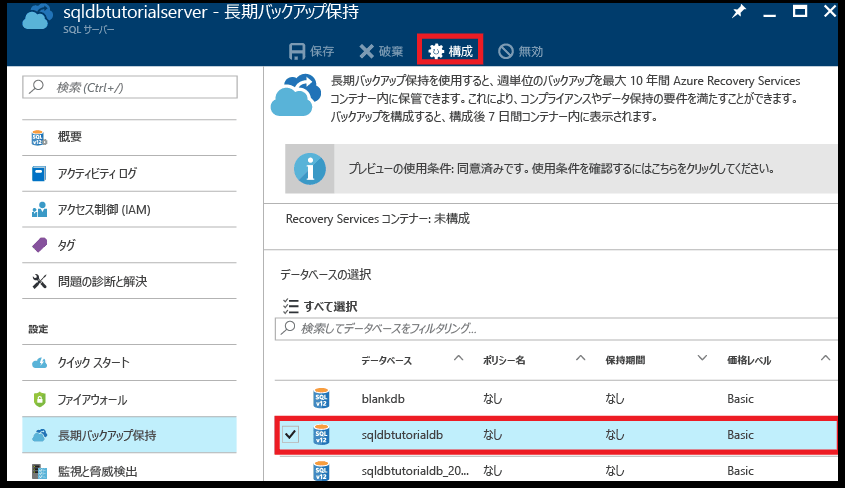 sqldbtutorialserver - 長期バックアップ保持
SQL サーバー
保存 破棄 構成 無効
検索 (Ctrl+/)
概要
アクティビティ ログ
アクセス制御 (IAM)
タグ
問題の診断と解決
設定
クイック スタート
ファイアウォール
長期バックアップ保持
監視と脅威検出
長期バックアップ保持を使用すると、週単位のバックアップを最大 10 年間 Azure Recovery Services
コンテナー内に保管できます。これにより、コンプライアンスやデータ保持の要件を満たすことができます。
バックアップを構成すると、構成後 7 日間コンテナー内に表示されます。
プレビューの使用条件: 同意済みです。使用条件を確認するにはこちらをクリックしてください。
Recovery Services コンテナー: 未構成
データベースの選択
すべて選択
検索してデータベースをフィルタリング...
データベース ポリシー名 保持期間 価格レベル
blankdb なし なし Basic
sqldbtutorialdb なし なし Basic
sqldbtutorialdb_20... なし なし Basic